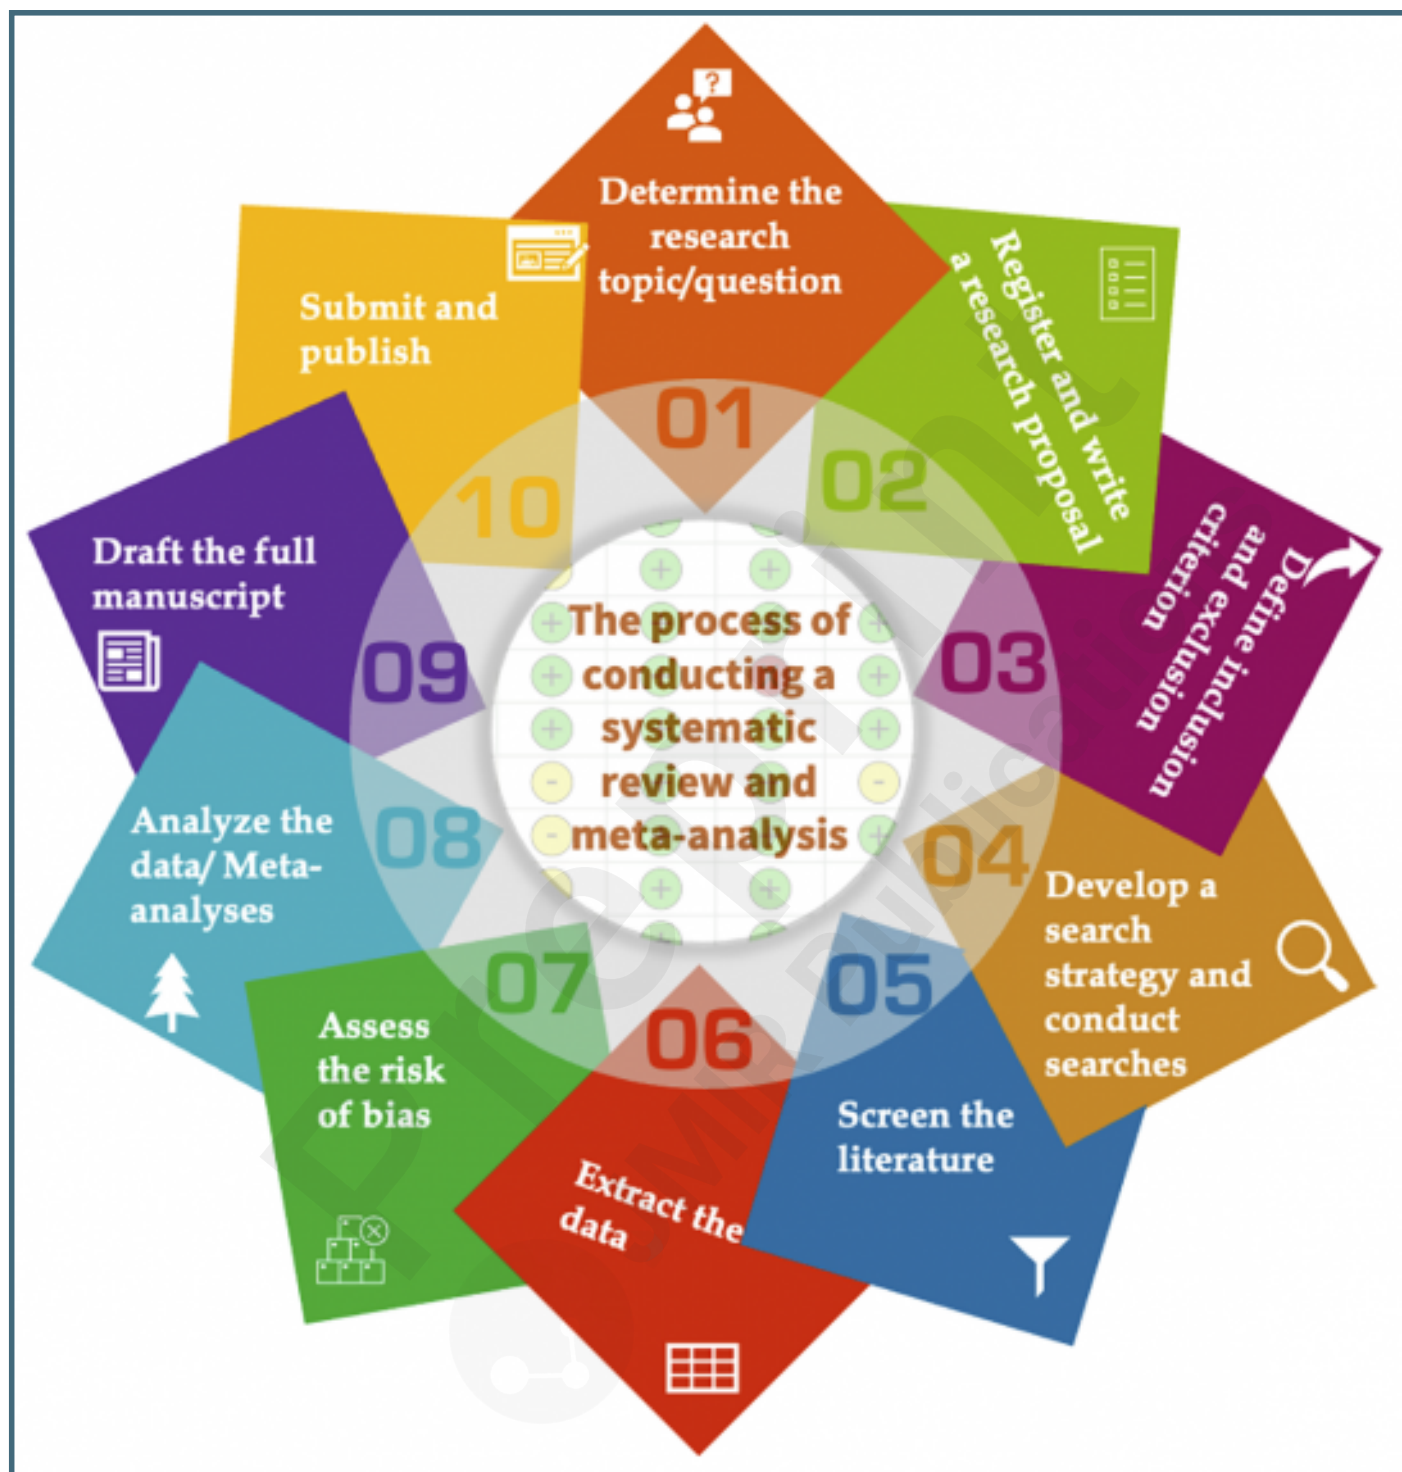 Determine the
research
topic/question
01
Register and write
a research proposal
02
Define inclusion
and exclusion
criterion
03
Develop a
search
strategy and
conduct
searches
04
Screen the
literature
05
Extract the
data
06
Assess
the risk
of bias
07
Analyze the
data/ Meta-
analyses
08
Draft the full
manuscript
09
Submit and
publish
10
The process of
conducting a
systematic
review and
meta-analysis
Preprint
JMIR Publications